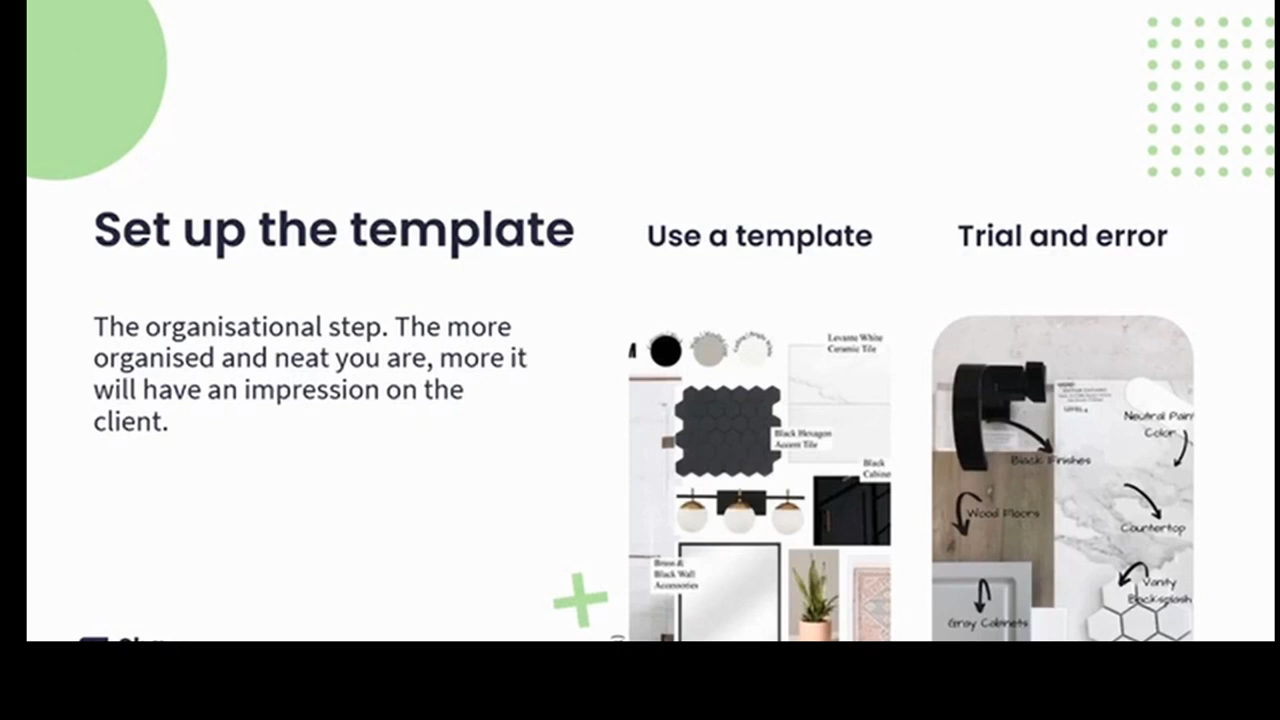 Set up the template
The organisational step. The more
organised and neat you are, more it
will have an impression on the
client.
Use a template
Levante White
Ceramic Tile
Black Hexagon
Accent Tile
Black
Brass &
Black Wall
Accessories
Trial and error
Neutral
Color
Black Finishes
Wood Floors
Countertop
Vanity
Backsplash
Gray Cabinets